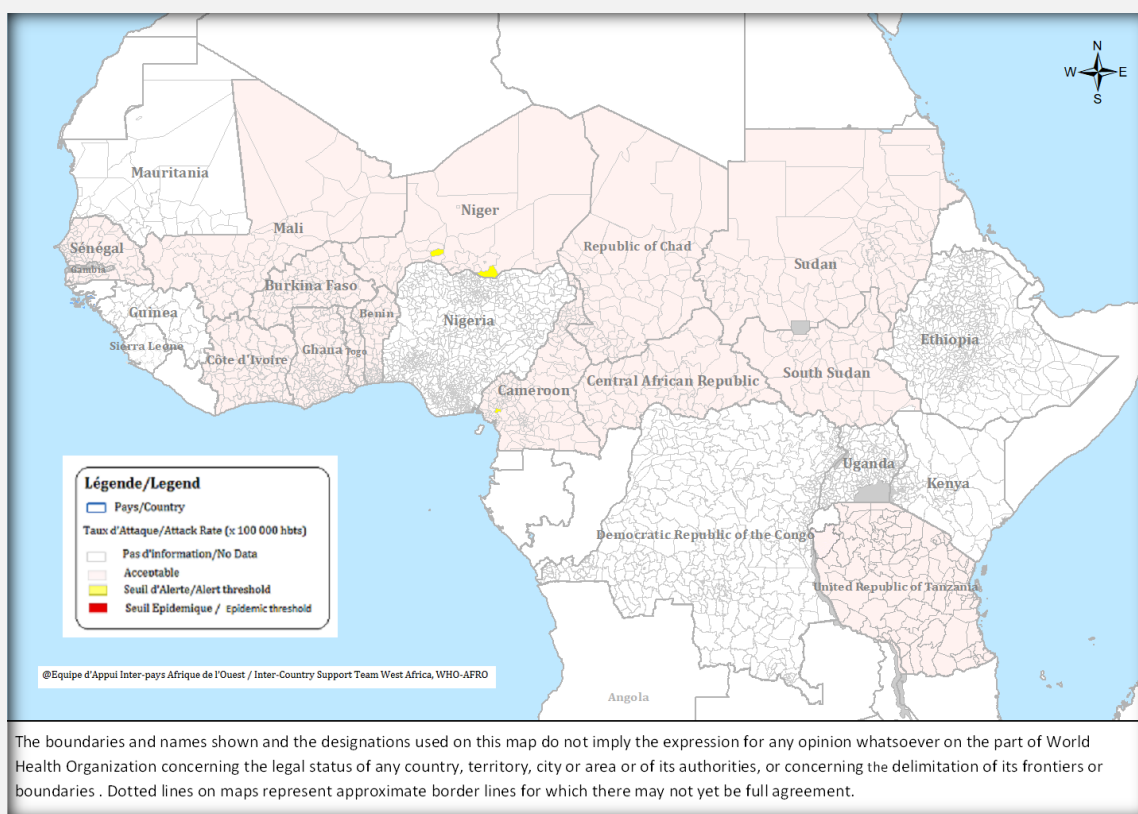 N
W E
S
Mauritania
Niger
Mali
Sénégal
Republic of Chad
Gambia
Sudan
Burkina Faso
Guinea
Benin
Nigeria
Ethiopia
Sierra Leone
Ghana
Togo
Côte d'Ivoire
South Sudan
Central African Republic
Cameroon
Uganda
Kenya
Democratic Republic of the Congo
United Republic of Tanzania
Angola
Légende/Legend
Pays/Country
Taux d'Attaque/Attack Rate (x 100 000 hbts)
Pas d'information/No Data
Acceptable
Seuil d'Alerte/Alert threshold
Seuil Epidemique / Epidemic threshold
@Equipe d'Appui Inter-pays Afrique de l'Ouest / Inter-Country Support Team West Africa, WHO-AFRO
The boundaries and names shown and the designations used on this map do not imply the expression for any opinion whatsoever on the part of World
Health Organization concerning the legal status of any country, territory, city or area or of its authorities, or concerning the delimitation of its frontiers or
boundaries . Dotted lines on maps represent approximate border lines for which there may not yet be full agreement.